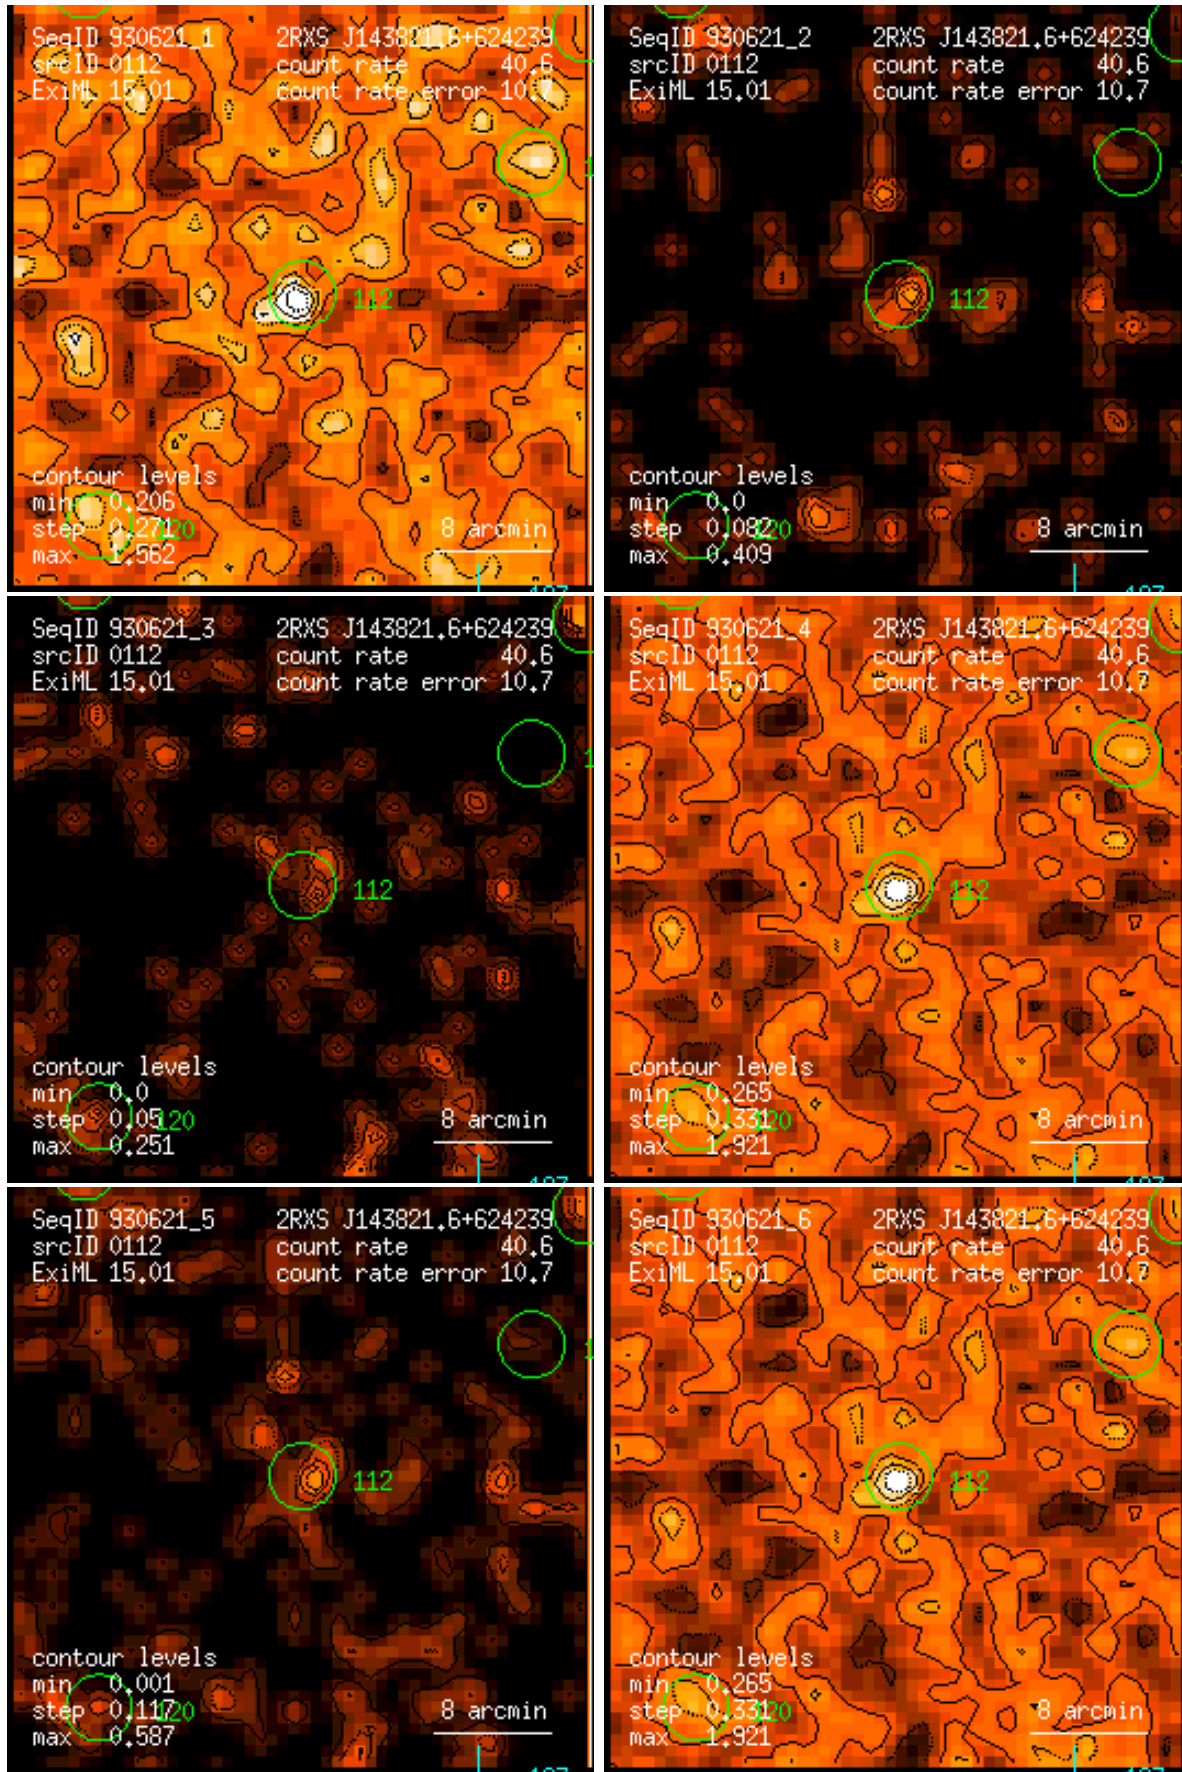 SeqID 930621_1 2RXS J143821.6+624239
srcID 0112 count rate 40.6
ExiML 15.01 count rate error 10.7
1
112
contour levels
min 0.206
step 0.271 120 8 arcmin
max 1.562
SeqID 930621_2 2RXS J143821.6+624239
srcID 0112 count rate 40.6
ExiML 15.01 count rate error 10.7
112
contour levels
min 0.0
step 0.082 120 8 arcmin
max 0.409
SeqID 930621_3 2RXS J143821.6+624239
srcID 0112 count rate 40.6
ExiML 15.01 count rate error 10.7
1
112
contour levels
min 0.0
step 0.05 120 8 arcmin
max 0.251
SeqID 930621_4 2RXS J143821.6+624239
srcID 0112 count rate 40.6
ExiML 15.01 count rate error 10.7
112
contour levels
min 0.265
step 0.331 120 8 arcmin
max 1.921
SeqID 930621_5 2RXS J143821.6+624239
srcID 0112 count rate 40.6
ExiML 15.01 count rate error 10.7
1
112
contour levels
min 0.001
step 0.117 120 8 arcmin
max 0.587
SeqID 930621_6 2RXS J143821.6+624239
srcID 0112 count rate 40.6
ExiML 15.01 count rate error 10.7
112
contour levels
min 0.265
step 0.331 120 8 arcmin
max 1.921